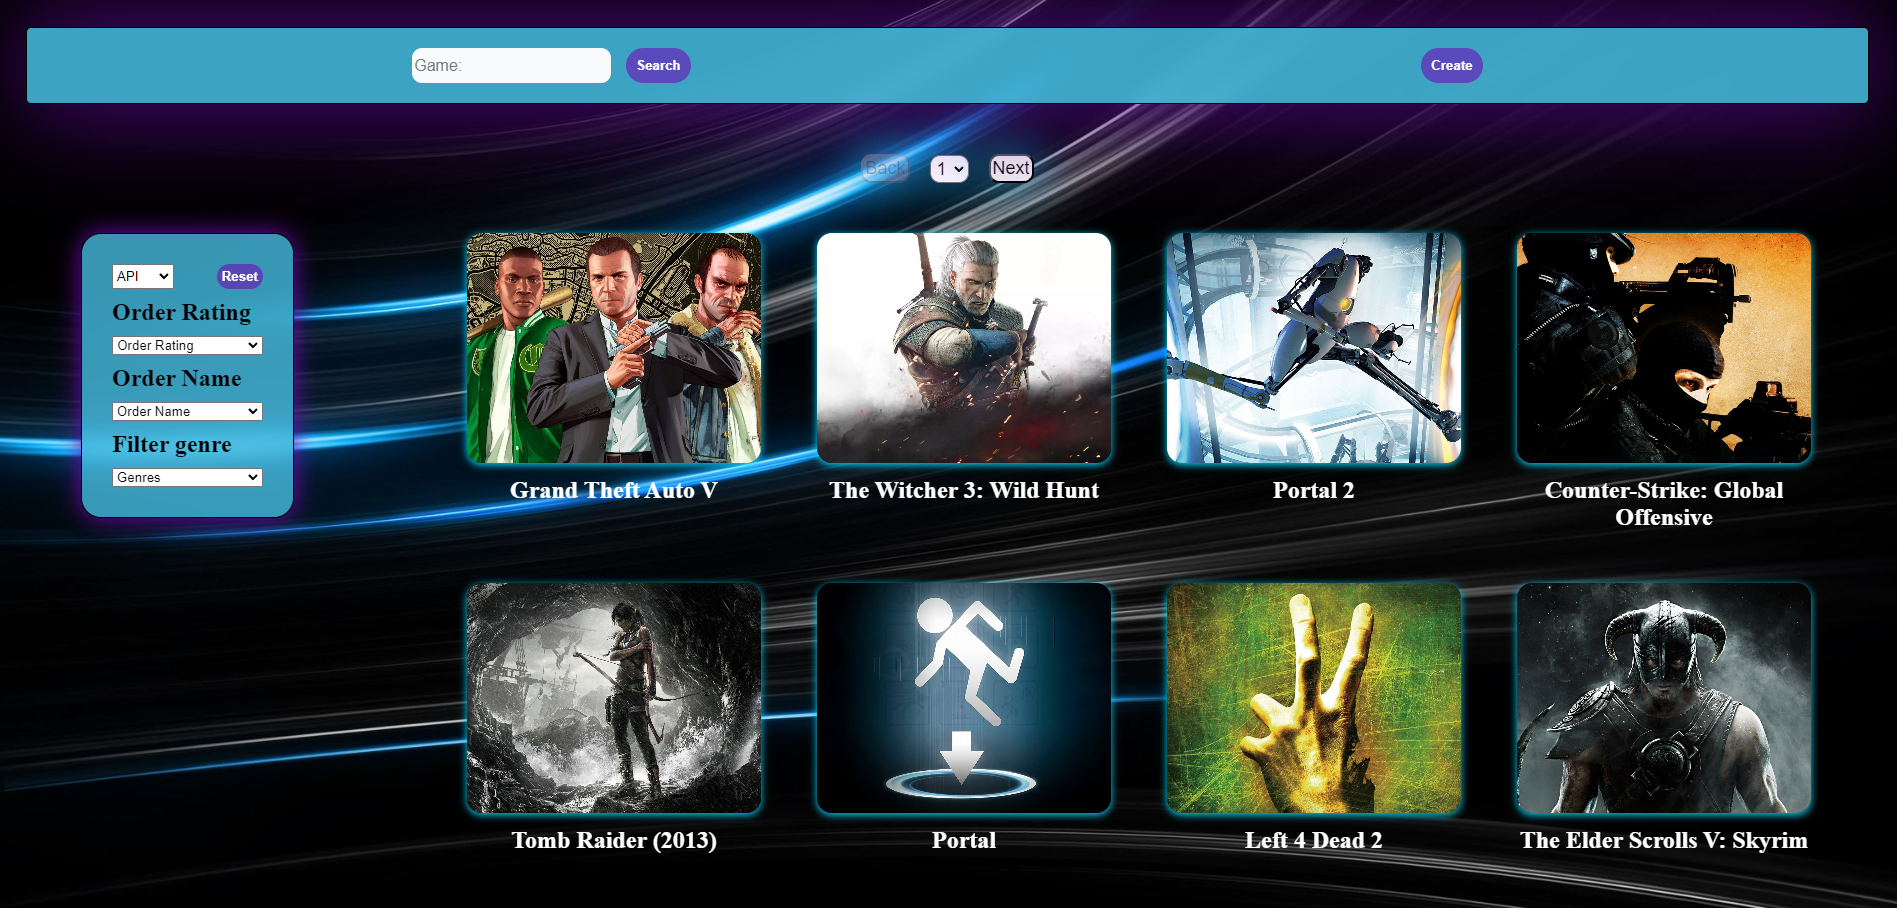 Game:
Search
Create
Back
1
Next
API
Reset
Order Rating
Order Rating
Order Name
Order Name
Filter genre
Genres
Grand Theft Auto V
The Witcher 3: Wild Hunt
Portal 2
Counter-Strike: Global
Offensive
Tomb Raider (2013)
Portal
Left 4 Dead 2
The Elder Scrolls V: Skyrim